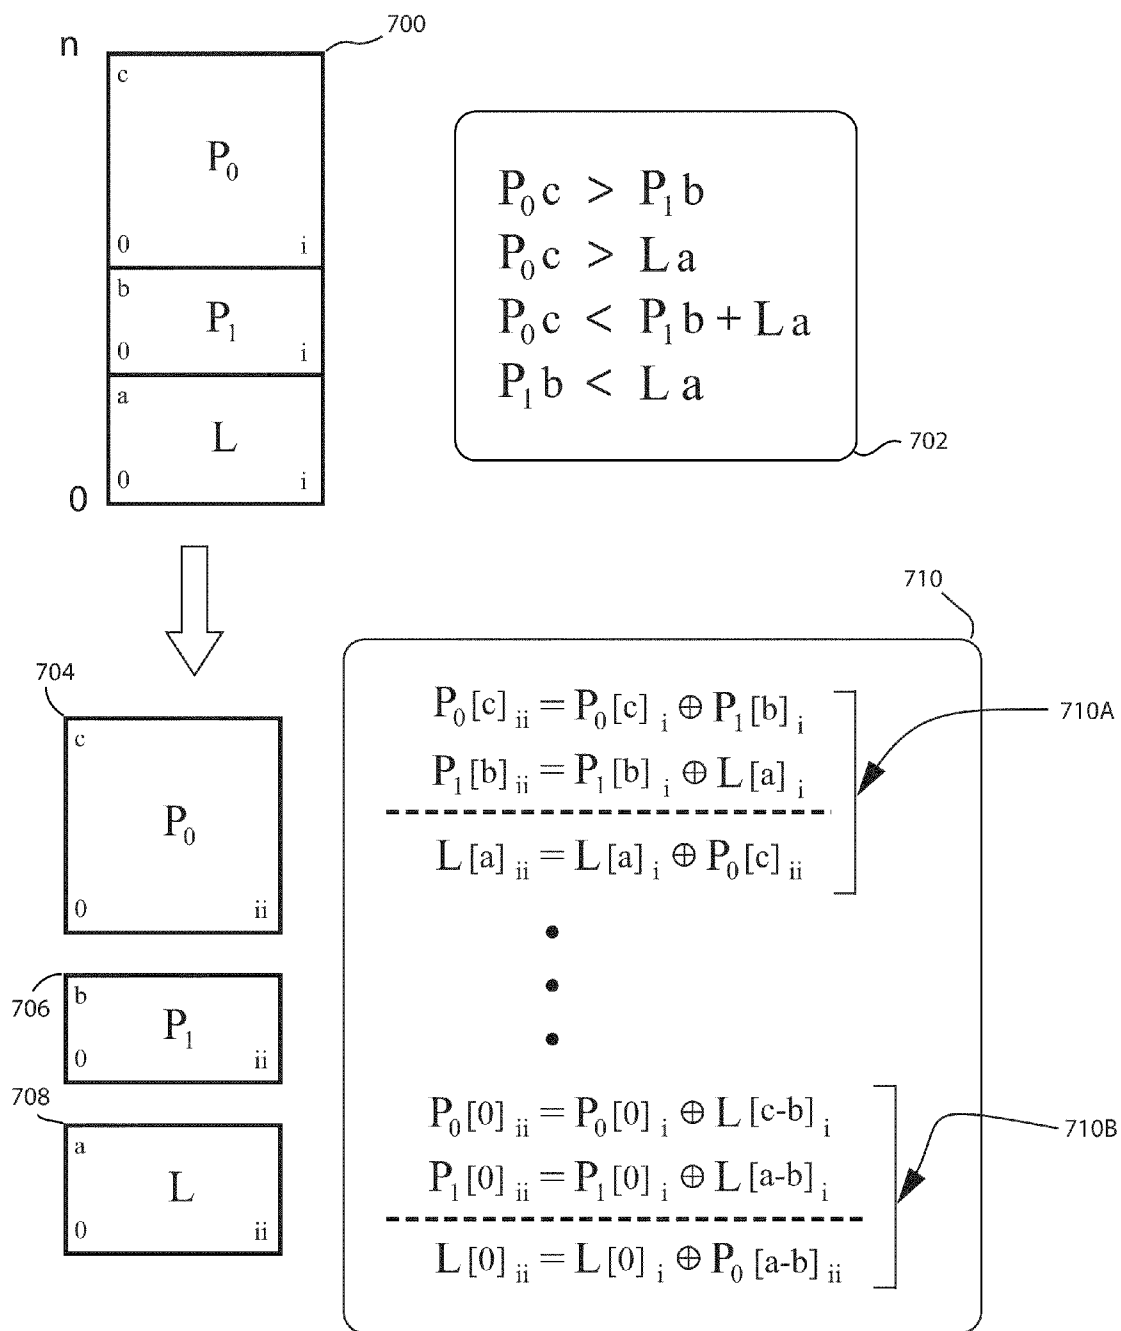 n
700
c
P₀
0 i
b
P₁
0 i
a
L
0 i
0
P₀c > P₁b
P₀c > La
P₀c < P₁b + La
P₁b < La
702
704
c
P₀
0 ii
706
b
P₁
0 ii
708
a
L
0 ii
710
P₀[c] ii = P₀[c] i ⊕ P₁[b] i
P₁[b] ii = P₁[b] i ⊕ L[a] i
L[a] ii = L[a] i ⊕ P₀[c] ii
710A
P₀[0] ii = P₀[0] i ⊕ L[c-b] i
P₁[0] ii = P₁[0] i ⊕ L[a-b] i
L[0] ii = L[0] i ⊕ P₀[a-b] ii
710B